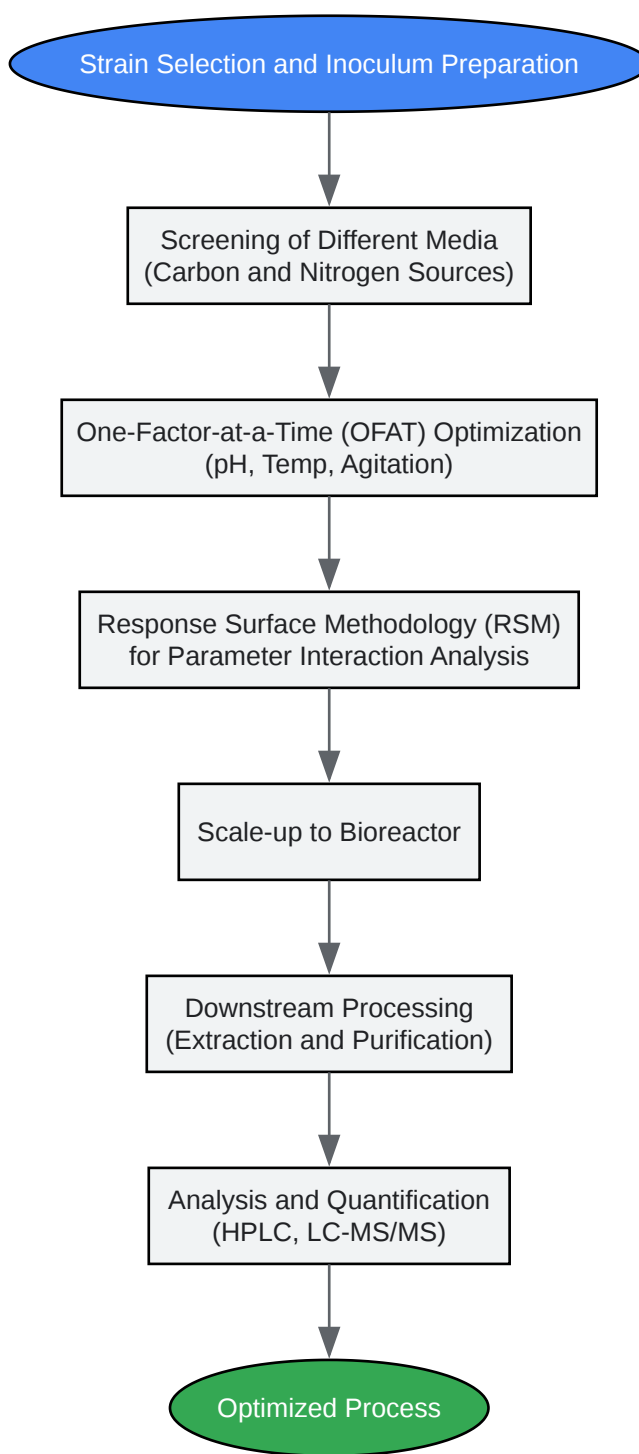 Strain Selection and Inoculum Preparation
Screening of Different Media
(Carbon and Nitrogen Sources)
One-Factor-at-a-Time (OFAT) Optimization
(pH, Temp, Agitation)
Response Surface Methodology (RSM)
for Parameter Interaction Analysis
Scale-up to Bioreactor
Downstream Processing
(Extraction and Purification)
Analysis and Quantification
(HPLC, LC-MS/MS)
Optimized Process